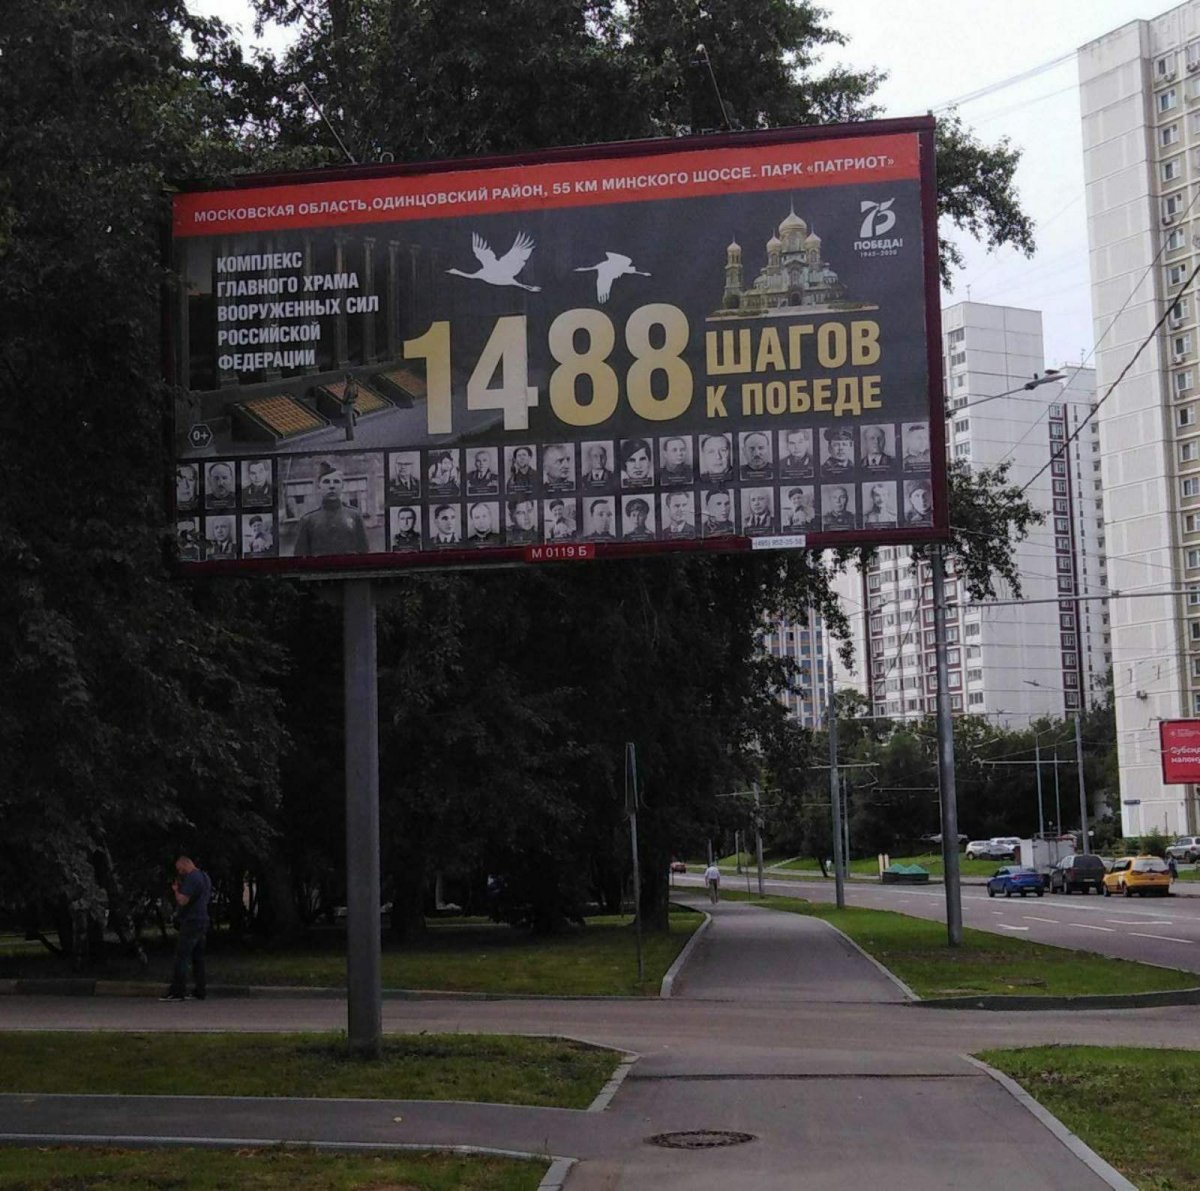 МОСКОВСКАЯ ОБЛАСТЬ,ОДИНЦОВСКИЙ РАЙОН, 55 КМ МИНСКОГО ШОССЕ. ПАРК «ПАТРИОТ»
КОМПЛЕКС
ГЛАВНОГО ХРАМА
ВООРУЖЕННЫХ СИЛ
РОССИЙСКОЙ
ФЕДЕРАЦИИ
75
ПОБЕДА!
1945-2020
1488
ШАГОВ
К ПОБЕДЕ
0+
М 0119 Б